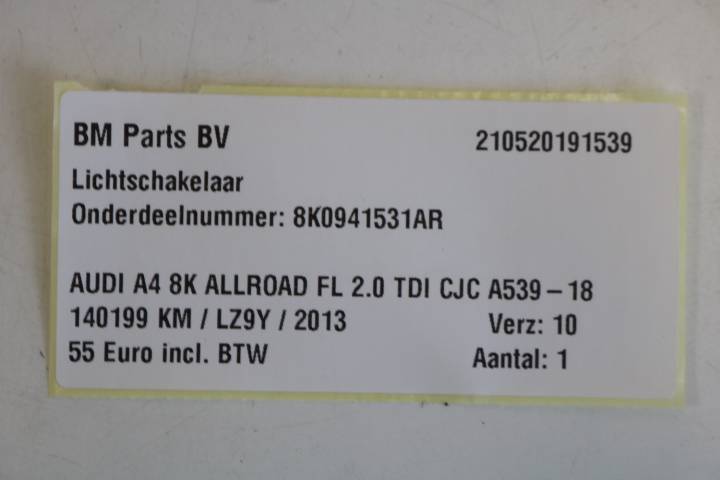 BM Parts BV 210520191539
Lichtschakelaar
Onderdeelnummer: 8K0941531AR
AUDI A4 8K ALLROAD FL 2.0 TDI CJC A539 – 18
140199 KM / LZ9Y / 2013 Verz: 10
55 Euro incl. BTW Aantal: 1